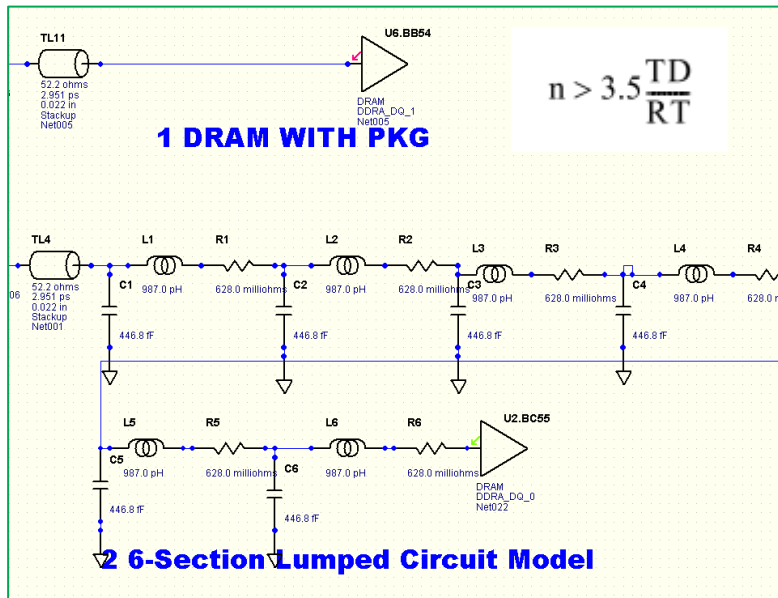 TL11
52.2 ohms
2.951 ps
0.022 in
Stackup
Net005
U6.BB54
DRAM
DDRA_DQ_1
Net005
n > 3.5 TD/RT
1 DRAM WITH PKG
TL4
06
52.2 ohms
2.951 ps
0.022 in
Stackup
Net001
C1
446.8 fF
L1
987.0 pH
R1
628.0 milliohms
C2
446.8 fF
L2
987.0 pH
R2
628.0 milliohms
C3
446.8 fF
L3
987.0 pH
R3
628.0 milliohms
C4
446.8 fF
L4
987.0 pH
R4
628.0 m
C5
446.8 fF
L5
987.0 pH
R5
628.0 milliohms
C6
446.8 fF
L6
987.0 pH
R6
628.0 milliohms
U2.BC55
DRAM
DDRA_DQ_0
Net022
2 6-Section Lumped Circuit Model